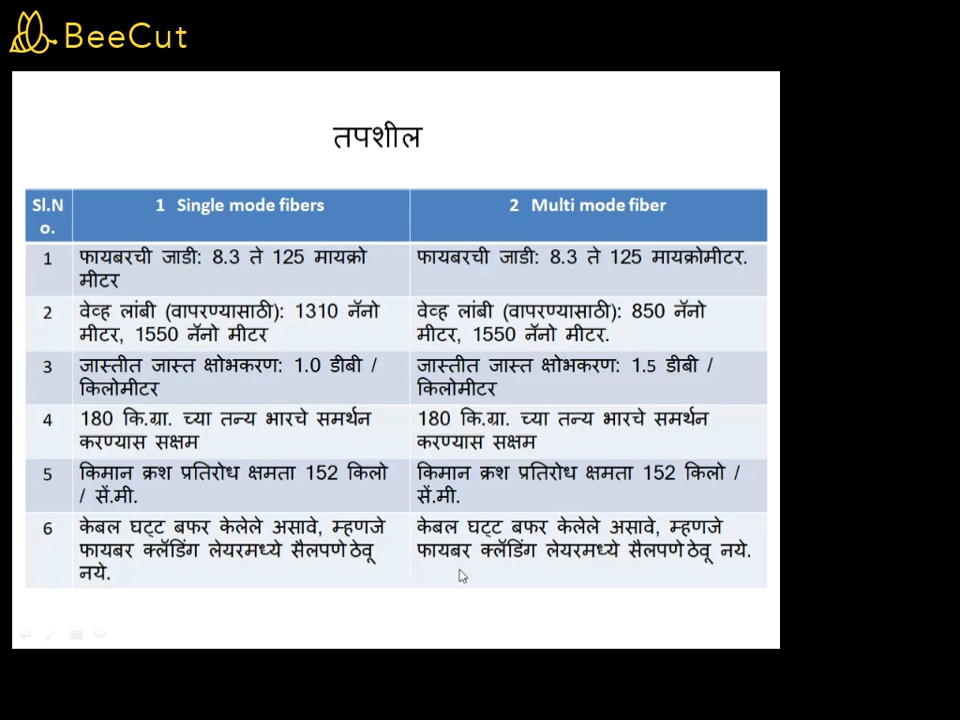 BeeCut
तपशील
Sl.N
o.
1 Single mode fibers
2 Multi mode fiber
1
फायबरची जाडी: 8.3 ते 125 मायक्रो
मीटर
फायबरची जाडी: 8.3 ते 125 मायक्रोमीटर.
2
वेव्ह लांबी (वापरण्यासाठी): 1310 नॅनो
मीटर, 1550 नॅनो मीटर
वेव्ह लांबी (वापरण्यासाठी): 850 नॅनो
मीटर, 1550 नॅनो मीटर.
3
जास्तीत जास्त क्षोभकरण: 1.0 डीबी /
किलोमीटर
जास्तीत जास्त क्षोभकरण: 1.5 डीबी /
किलोमीटर
4
180 कि.ग्रा. च्या तन्य भारचे समर्थन
करण्यास सक्षम
180 कि.ग्रा. च्या तन्य भारचे समर्थन
करण्यास सक्षम
5
किमान क्रश प्रतिरोध क्षमता 152 किलो
/ सें.मी.
किमान क्रश प्रतिरोध क्षमता 152 किलो /
सें.मी.
6
केबल घट्ट बफर केलेले असावे, म्हणजे
फायबर क्लॅडिंग लेयरमध्ये सैलपणे ठेवू
नये.
केबल घट्ट बफर केलेले असावे, म्हणजे
फायबर क्लॅडिंग लेयरमध्ये सैलपणे ठेवू नये.